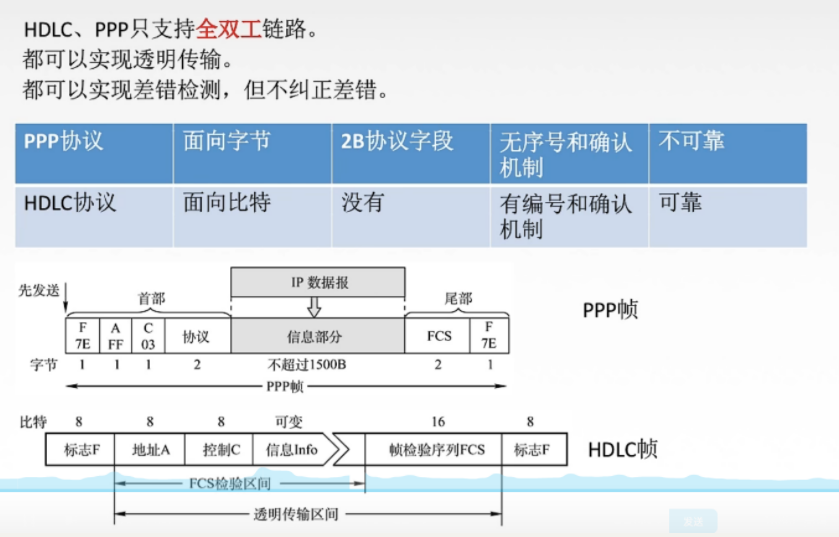 HDLC、PPP只支持全双工链路。
都可以实现透明传输。
都可以实现差错检测，但不纠正差错。
PPP协议 面向字节 2B协议字段 无序号和确认机制 不可靠
HDLC协议 面向比特 没有 有编号和确认机制 可靠
IP 数据报
先发送 首部 尾部
PPP帧
F 7E A FF C 03 协议 信息部分 FCS F 7E
字节 1 1 1 2 不超过1500B 2 1
PPP帧
比特 8 8 8 可变 16 8
标志F 地址A 控制C 信息Info 帧检验序列FCS 标志F
HDLC帧
FCS检验区间
透明传输区间
发送